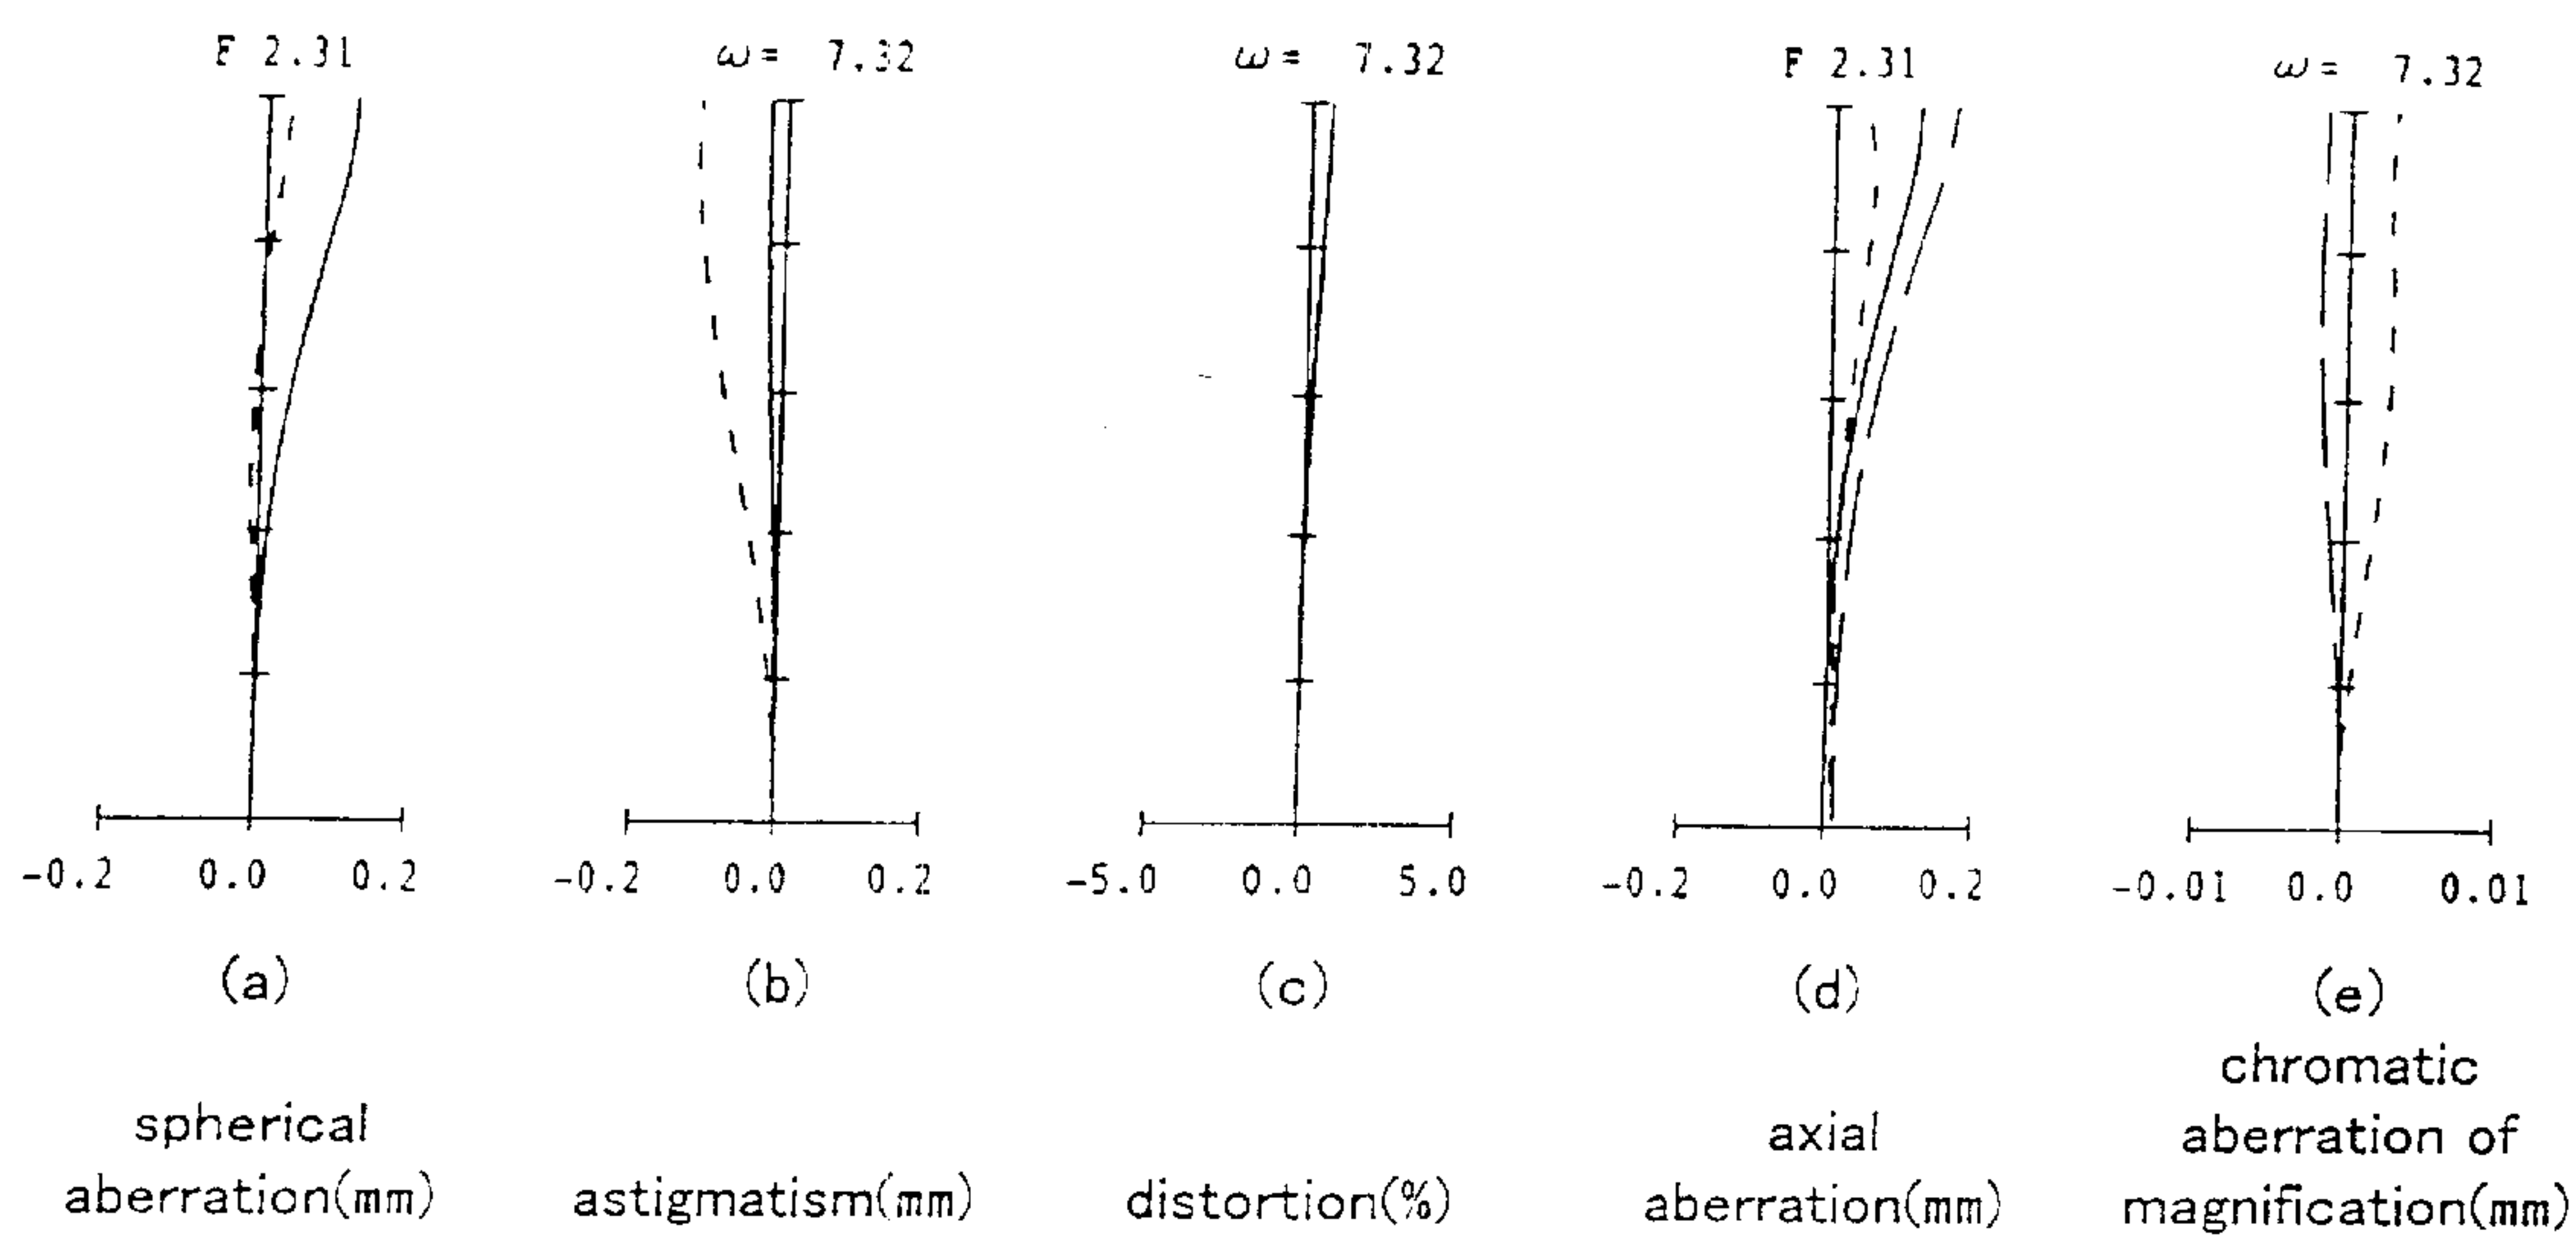 F 2.31
ω = 7.32
ω = 7.32
F 2.31
ω = 7.32
-0.2 0.0 0.2
-0.2 0.0 0.2
-5.0 0.0 5.0
-0.2 0.0 0.2
-0.01 0.0 0.01
(a)
(b)
(c)
(d)
(e)
spherical
aberration(mm)
astigmatism(mm)
distortion(%)
axial
aberration(mm)
chromatic
aberration of
magnification(mm)